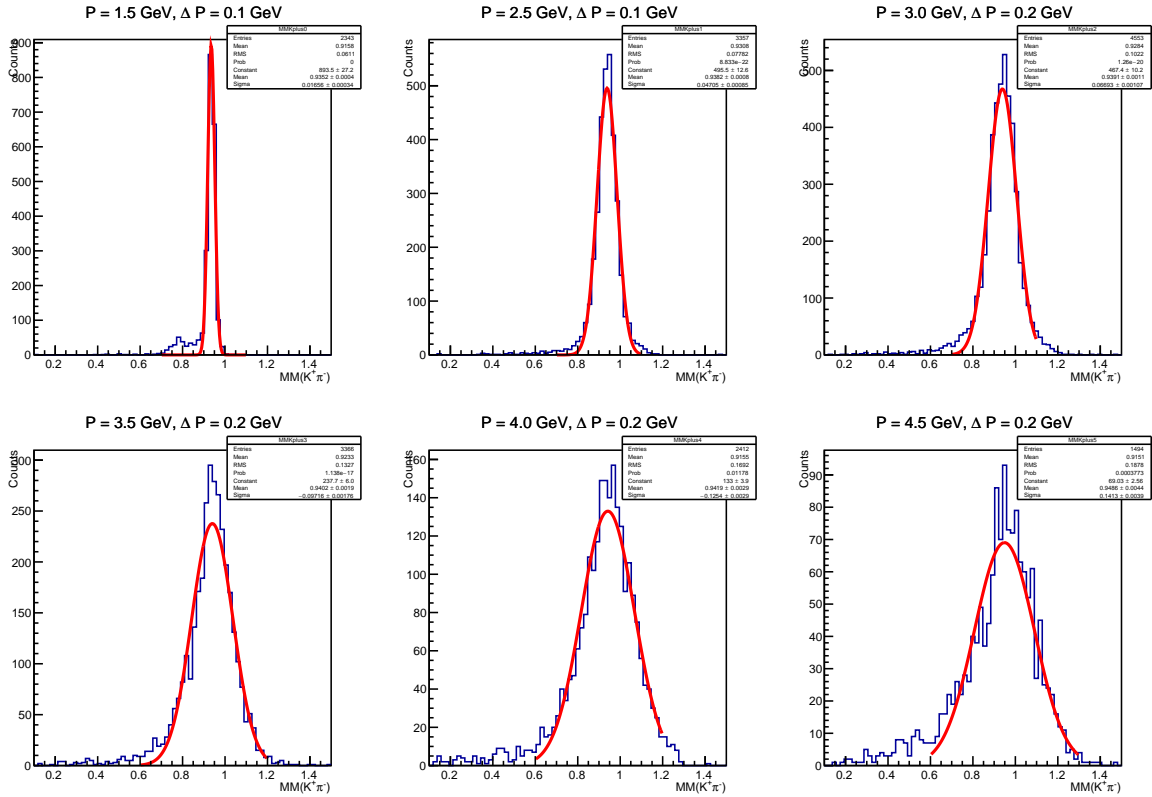 P = 1.5 GeV, Δ P = 0.1 GeV
MMKplus0
Entries 2343
Mean 0.9158
RMS 0.0611
Prob 0
Constant 893.5 ± 27.2
Mean 0.9352 ± 0.0004
Sigma 0.01656 ± 0.00034
Counts
900
800
700
600
500
400
300
200
100
0
0.2 0.4 0.6 0.8 1 1.2 1.4
MM(K⁺π⁻)
P = 2.5 GeV, Δ P = 0.1 GeV
MMKplus1
Entries 3357
Mean 0.9308
RMS 0.07782
Prob 8.833e−22
Constant 495.5 ± 12.6
Mean 0.9382 ± 0.0008
Sigma 0.04705 ± 0.00085
Counts
500
400
300
200
100
0
0.2 0.4 0.6 0.8 1 1.2 1.4
MM(K⁺π⁻)
P = 3.0 GeV, Δ P = 0.2 GeV
MMKplus2
Entries 4553
Mean 0.9284
RMS 0.1022
Prob 1.26e−20
Constant 467.4 ± 10.2
Mean 0.9391 ± 0.0011
Sigma 0.06693 ± 0.00107
Counts
500
400
300
200
100
0
0.2 0.4 0.6 0.8 1 1.2 1.4
MM(K⁺π⁻)
P = 3.5 GeV, Δ P = 0.2 GeV
MMKplus3
Entries 3366
Mean 0.9233
RMS 0.1327
Prob 1.138e−17
Constant 237.7 ± 6.0
Mean 0.9402 ± 0.0019
Sigma −0.09716 ± 0.00176
Counts
300
250
200
150
100
50
0
0.2 0.4 0.6 0.8 1 1.2 1.4
MM(K⁺π⁻)
P = 4.0 GeV, Δ P = 0.2 GeV
MMKplus4
Entries 2412
Mean 0.9155
RMS 0.1692
Prob 0.01178
Constant 133 ± 3.9
Mean 0.9419 ± 0.0029
Sigma −0.1254 ± 0.0029
Counts
160
140
120
100
80
60
40
20
0
0.2 0.4 0.6 0.8 1 1.2 1.4
MM(K⁺π⁻)
P = 4.5 GeV, Δ P = 0.2 GeV
MMKplus5
Entries 1494
Mean 0.9151
RMS 0.1878
Prob 0.0003773
Constant 69.03 ± 2.56
Mean 0.9486 ± 0.0044
Sigma 0.1413 ± 0.0039
Counts
90
80
70
60
50
40
30
20
10
0
0.2 0.4 0.6 0.8 1 1.2 1.4
MM(K⁺π⁻)